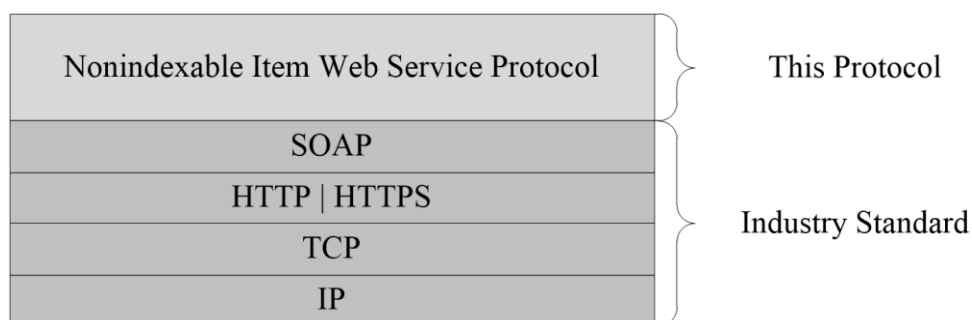 Nonindexable Item Web Service Protocol
This Protocol
SOAP
HTTP | HTTPS
TCP
IP
Industry Standard